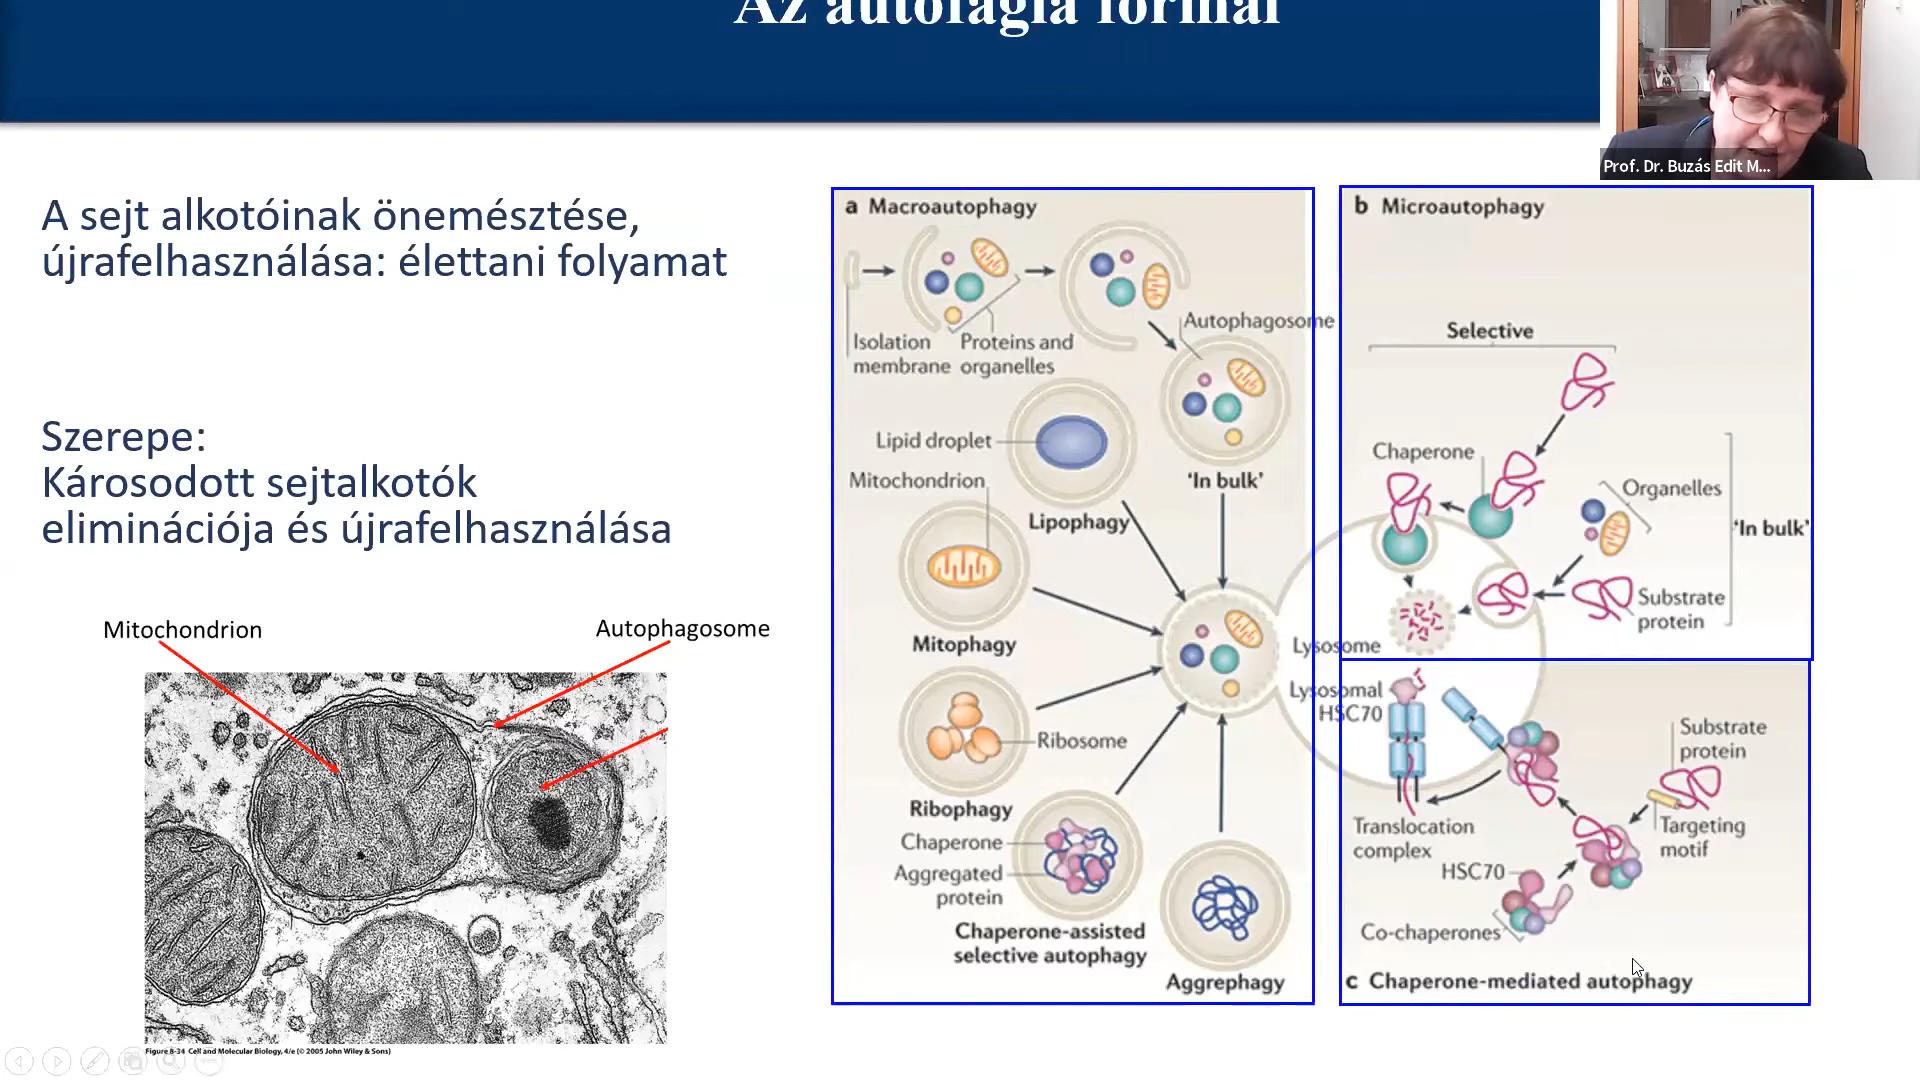 Az autofágia formái
Prof. Dr. Buzás Edit M...
A sejt alkotóinak önemésztése,
újrafelhasználása: élettani folyamat
Szerepe:
Károsodott sejtalkotók
eliminációja és újrafelhasználása
Mitochondrion
Autophagosome
Figure 8-34 Cell and Molecular Biology, 4/e (© 2005 John Wiley & Sons)
a Macroautophagy
Isolation
membrane
Proteins and
organelles
Autophagosome
Lipid droplet
Mitochondrion
'In bulk'
Lipophagy
Mitophagy
Ribosome
Ribophagy
Chaperone
Aggregated
protein
Chaperone-assisted
selective autophagy
Aggrephagy
b Microautophagy
Selective
Chaperone
Organelles
'In bulk'
Substrate
protein
Lysosome
Lysosomal
HSC70
Substrate
protein
Translocation
complex
Targeting
motif
HSC70
Co-chaperones
c Chaperone-mediated autophagy